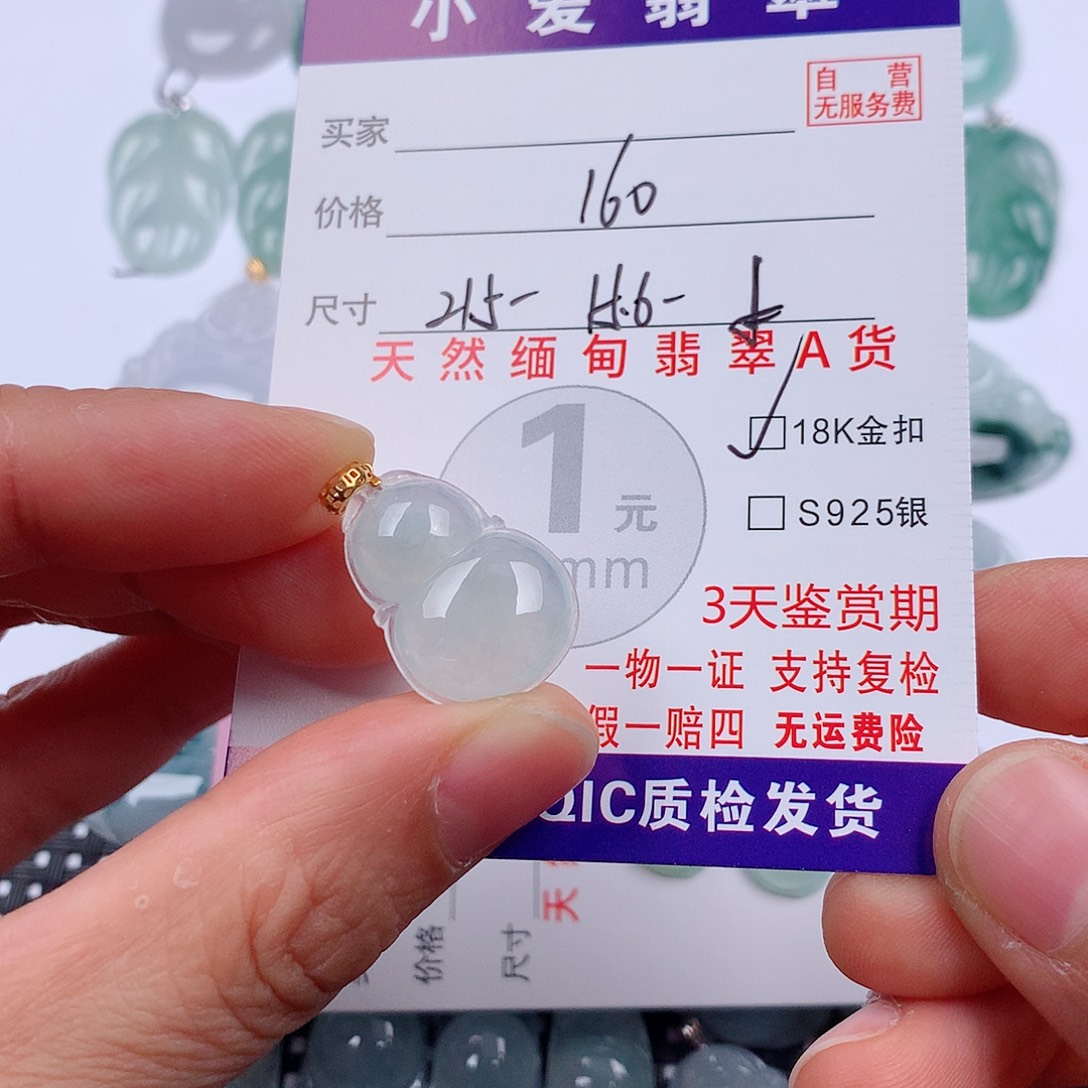 小爱翡翠
自营
无服务费
买家
价格 160
尺寸
天然缅甸翡翠A货
1元
mm
18K金扣
S925银
3天鉴赏期
一物一证 支持复检
假一赔四 无运费险
QIC质检发货
价格
尺寸
天